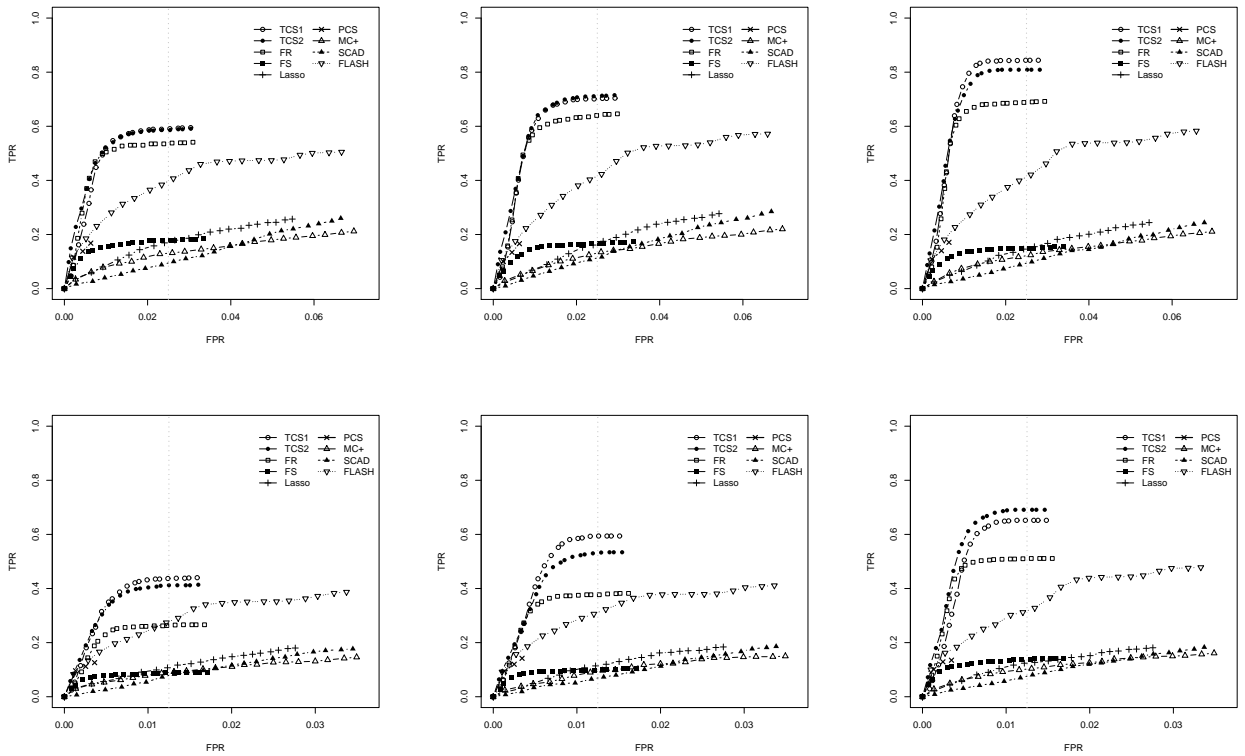 1.0
TCS1 PCS
TCS2 MC+
0.8
FR SCAD
FS FLASH
Lasso
0.6
TPR
0.4
0.2
0.0
0.00 0.02 0.04 0.06
FPR
1.0
TCS1 PCS
TCS2 MC+
0.8
FR SCAD
FS FLASH
Lasso
0.6
TPR
0.4
0.2
0.0
0.00 0.02 0.04 0.06
FPR
1.0
TCS1 PCS
TCS2 MC+
0.8
FR SCAD
FS FLASH
Lasso
0.6
TPR
0.4
0.2
0.0
0.00 0.02 0.04 0.06
FPR
1.0
TCS1 PCS
TCS2 MC+
0.8
FR SCAD
FS FLASH
Lasso
0.6
TPR
0.4
0.2
0.0
0.00 0.01 0.02 0.03
FPR
1.0
TCS1 PCS
TCS2 MC+
0.8
FR SCAD
FS FLASH
Lasso
0.6
TPR
0.4
0.2
0.0
0.00 0.01 0.02 0.03
FPR
1.0
TCS1 PCS
TCS2 MC+
0.8
FR SCAD
FS FLASH
Lasso
0.6
TPR
0.4
0.2
0.0
0.00 0.01 0.02 0.03
FPR